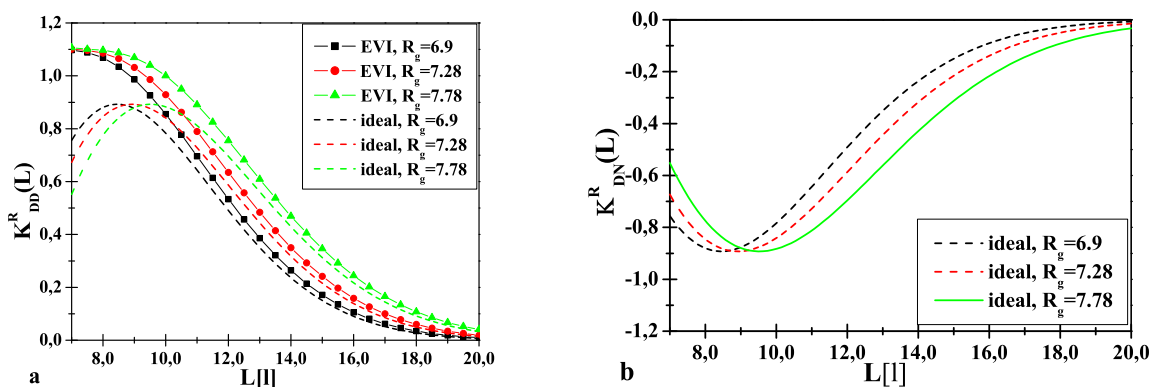 K^R_DD(L)
1,2
1,0
0,8
0,6
0,4
0,2
0,0
8,0 10,0 12,0 14,0 16,0 18,0 20,0
L[l]
a
EVI, R_g=6.9
EVI, R_g=7.28
EVI, R_g=7.78
ideal, R_g=6.9
ideal, R_g=7.28
ideal, R_g=7.78
K^R_DN(L)
0,0
-0,2
-0,4
-0,6
-0,8
-1,0
-1,2
8,0 10,0 12,0 14,0 16,0 18,0 20,0
L[l]
b
ideal, R_g=6.9
ideal, R_g=7.28
ideal, R_g=7.78